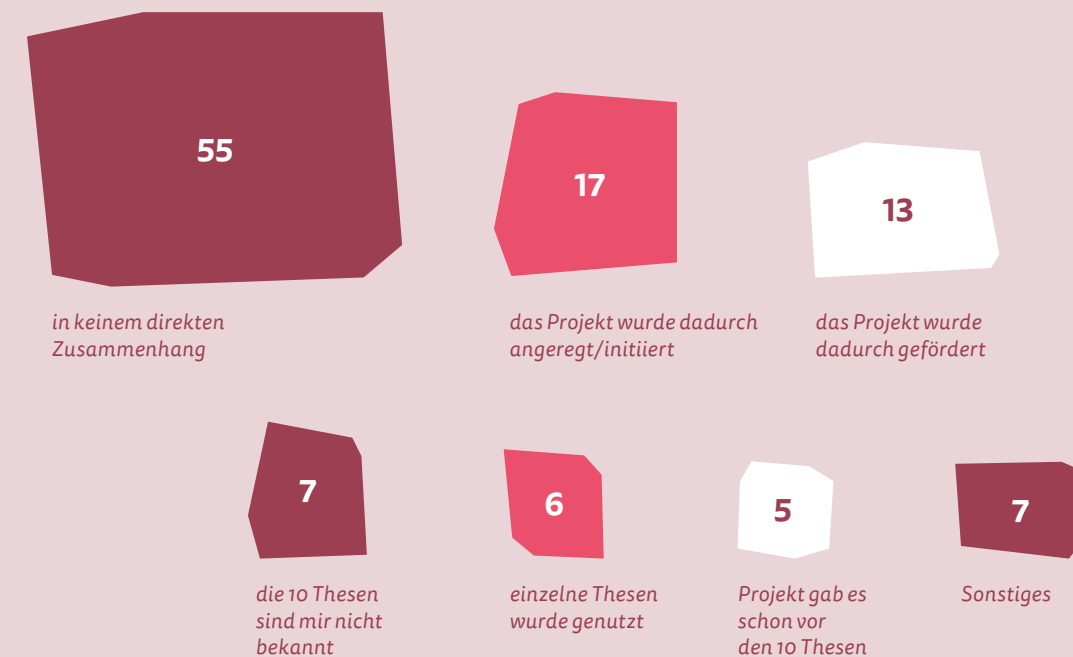 55
in keinem direkten
Zusammenhang
17
das Projekt wurde dadurch
angeregt/initiiert
13
das Projekt wurde
dadurch gefördert
7
die 10 Thesen
sind mir nicht
bekannt
6
einzelne Thesen
wurde genutzt
5
Projekt gab es
schon vor
den 10 Thesen
7
Sonstiges